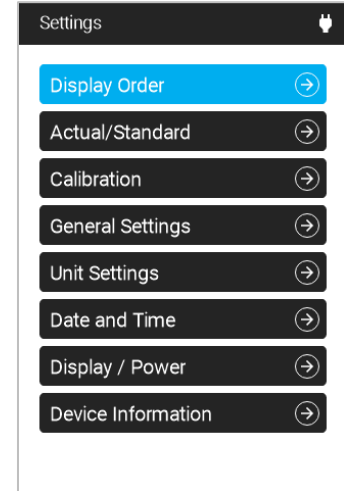 Settings
Display Order
Actual/Standard
Calibration
General Settings
Unit Settings
Date and Time
Display / Power
Device Information